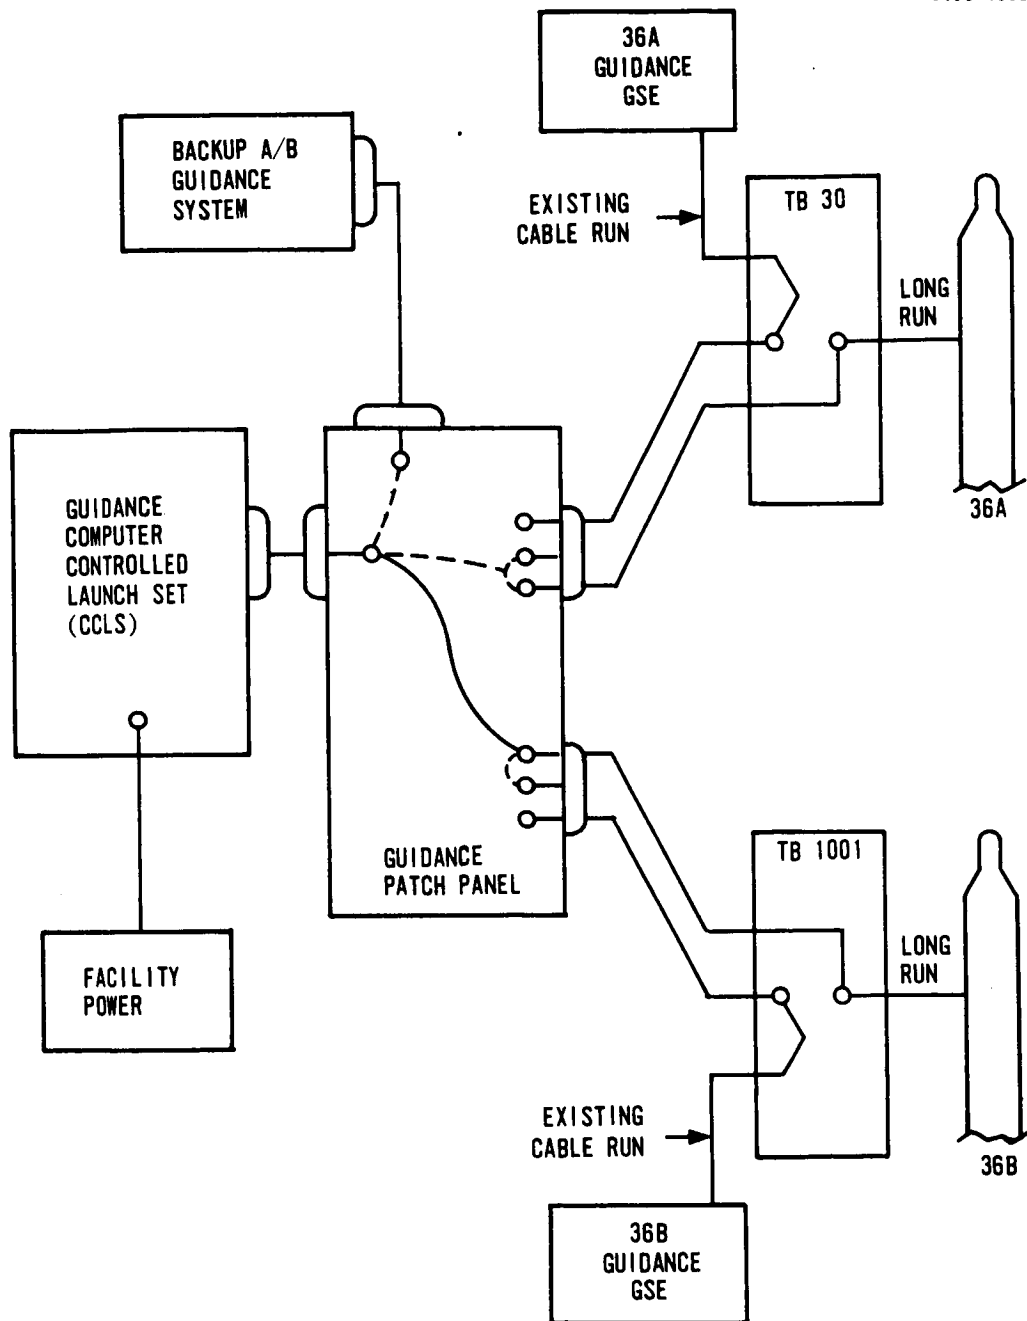 36A
GUIDANCE
GSE
BACKUP A/B
GUIDANCE
SYSTEM
EXISTING
CABLE RUN
TB 30
LONG
RUN
36A
GUIDANCE
COMPUTER
CONTROLLED
LAUNCH SET
(CCLS)
GUIDANCE
PATCH PANEL
FACILITY
POWER
TB 1001
LONG
RUN
36B
EXISTING
CABLE RUN
36B
GUIDANCE
GSE